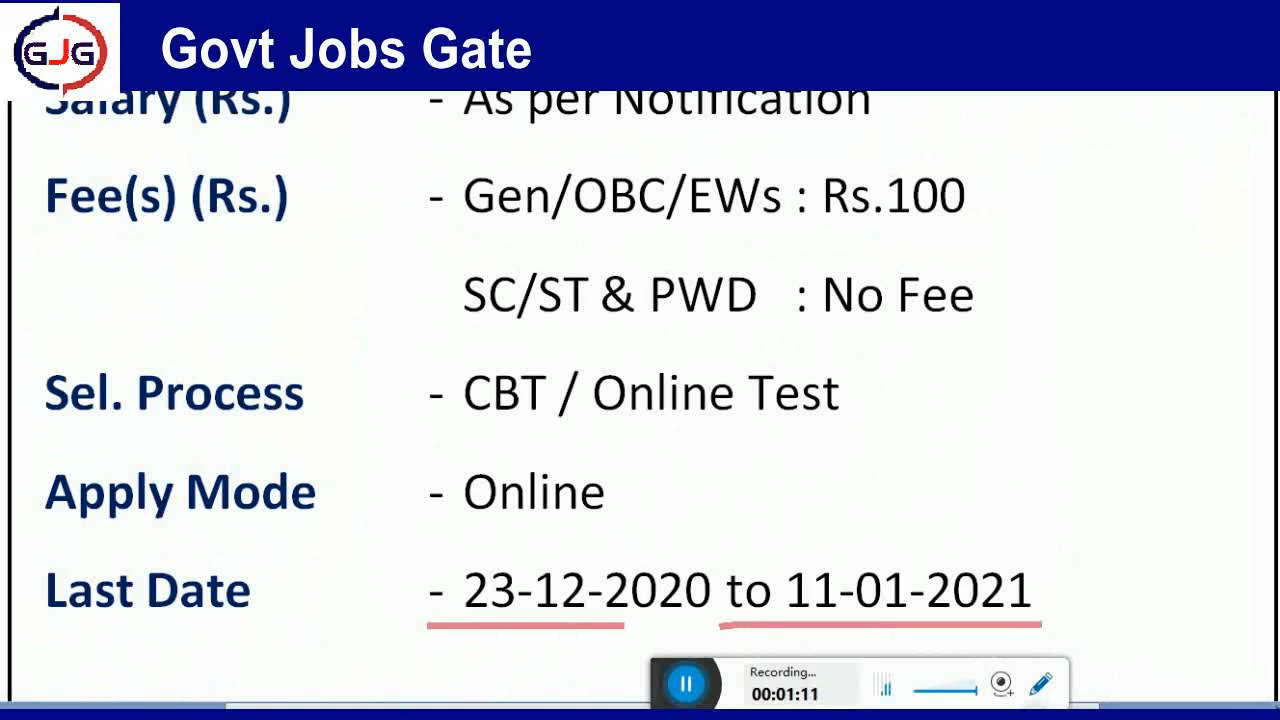 GJG
Govt Jobs Gate
Salary (Rs.) - As per Notification
Fee(s) (Rs.) - Gen/OBC/EWs : Rs.100
SC/ST & PWD : No Fee
Sel. Process - CBT / Online Test
Apply Mode - Online
Last Date - 23-12-2020 to 11-01-2021
Recording...
00:01:11